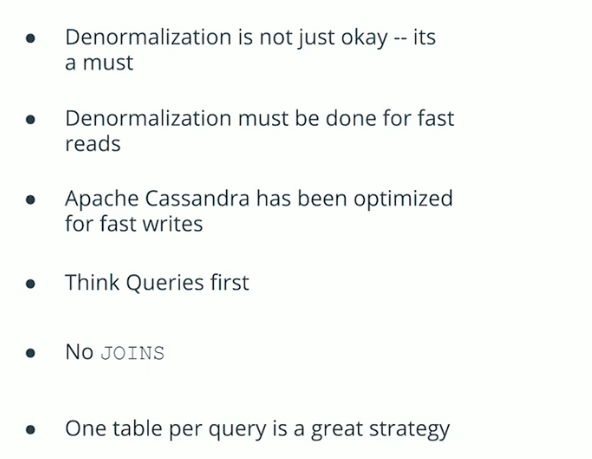 ● Denormalization is not just okay -- its
a must
● Denormalization must be done for fast
reads
● Apache Cassandra has been optimized
for fast writes
● Think Queries first
● No JOINS
● One table per query is a great strategy